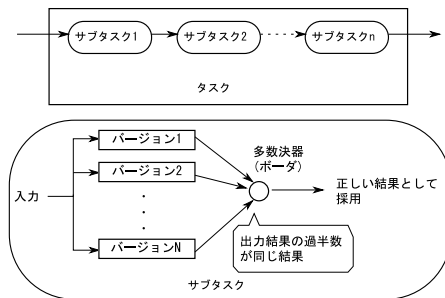 サブタスク1
サブタスク2
サブタスクn
タスク
バージョン1
バージョン2
バージョンN
入力
多数決器
(ボーダ)
正しい結果として
採用
出力結果の過半数
が同じ結果
サブタスク